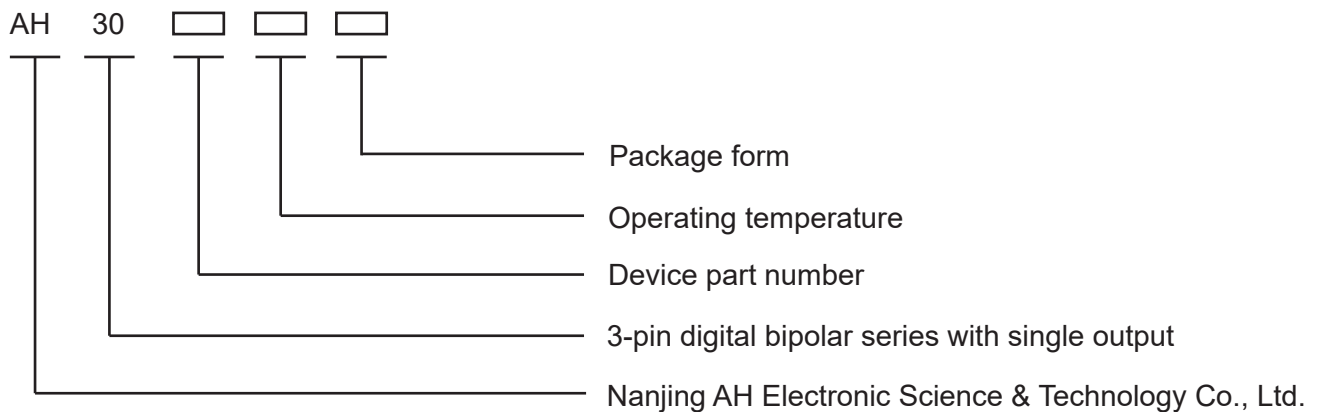 AH 30
Package form
Operating temperature
Device part number
3-pin digital bipolar series with single output
Nanjing AH Electronic Science & Technology Co., Ltd.